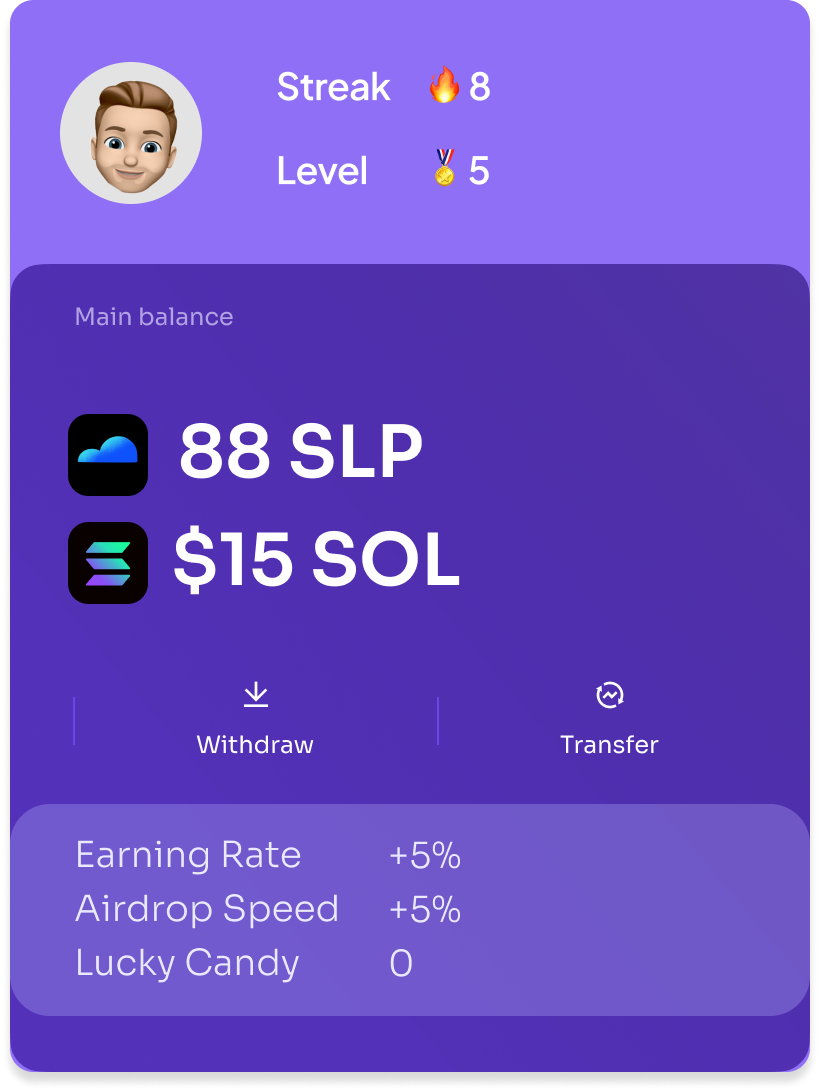 Streak 🔥 8
Level 🏅 5
Main balance
88 SLP
$15 SOL
Withdraw Transfer
Earning Rate +5%
Airdrop Speed +5%
Lucky Candy 0